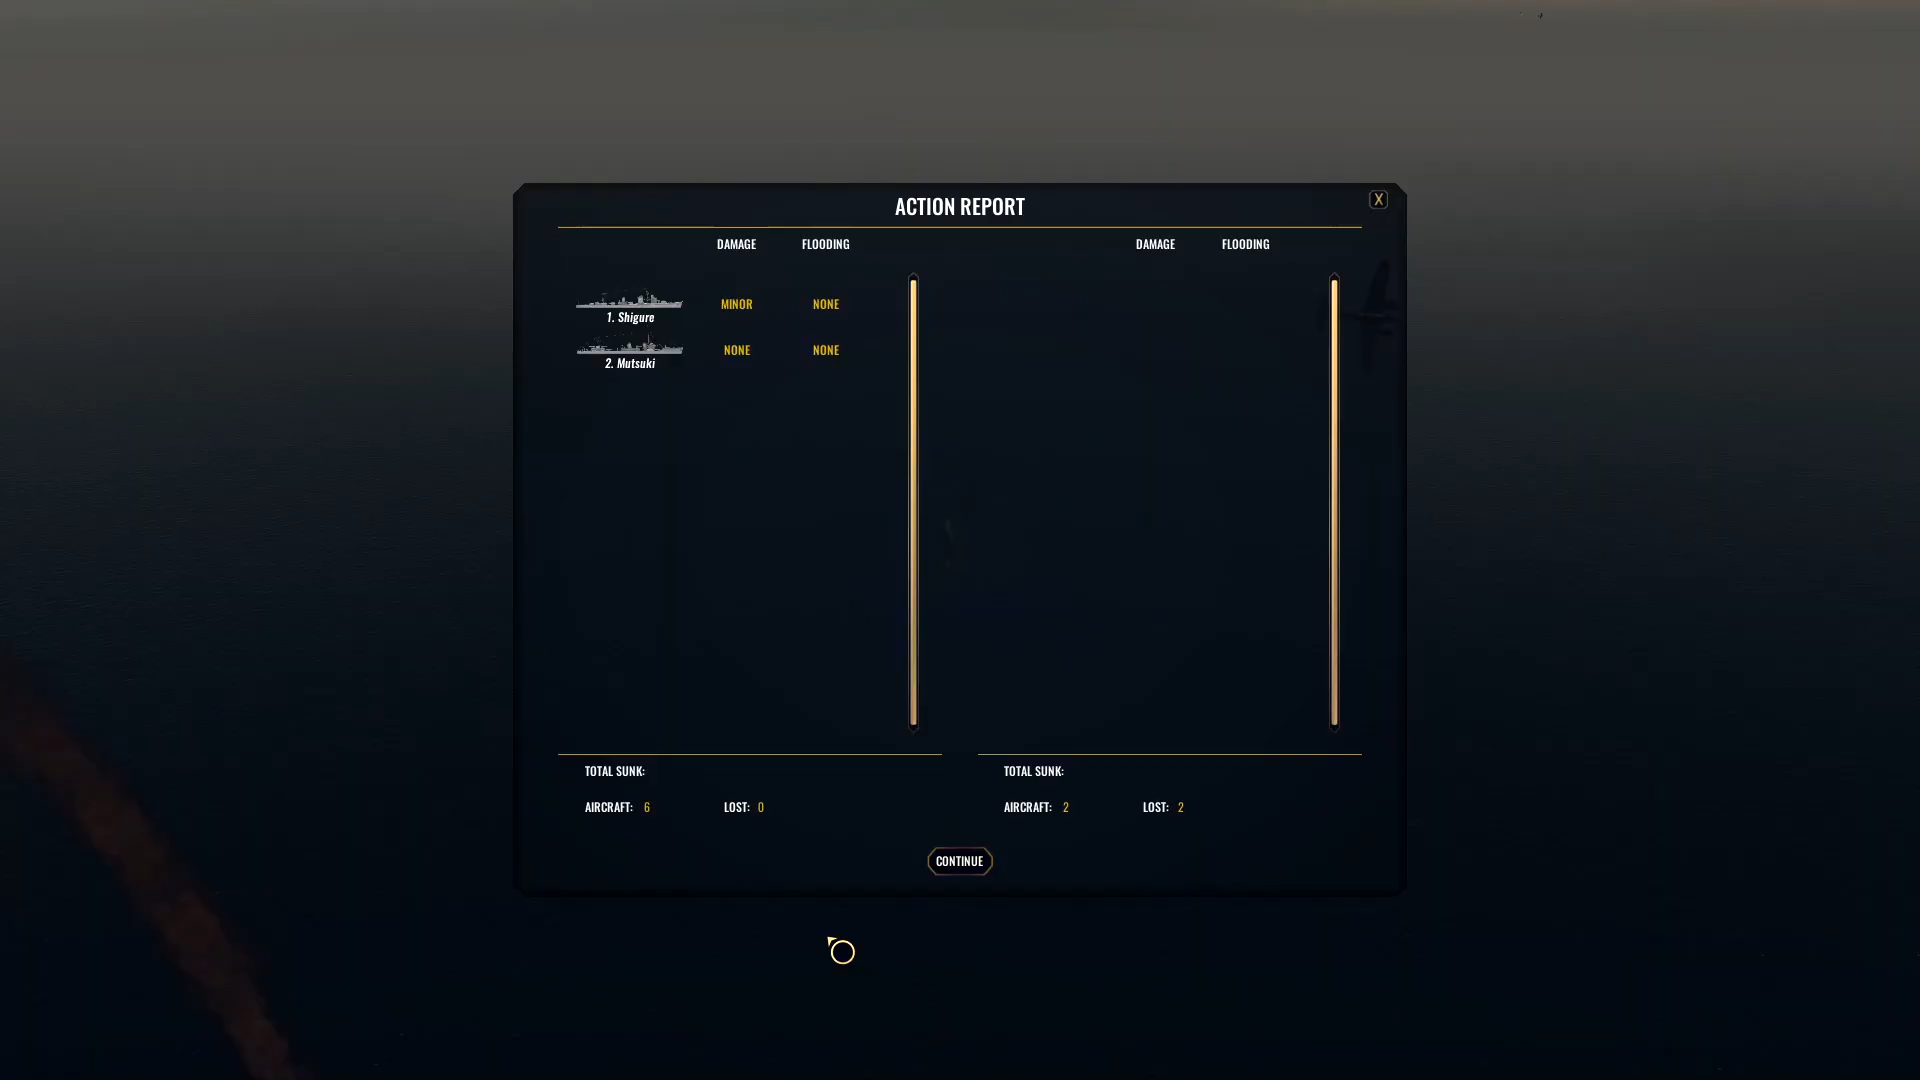 ACTION REPORT
X
DAMAGE FLOODING
DAMAGE FLOODING
MINOR NONE
1. Shigure
NONE NONE
2. Mutsuki
TOTAL SUNK:
AIRCRAFT: 6 LOST: 0
TOTAL SUNK:
AIRCRAFT: 2 LOST: 2
CONTINUE